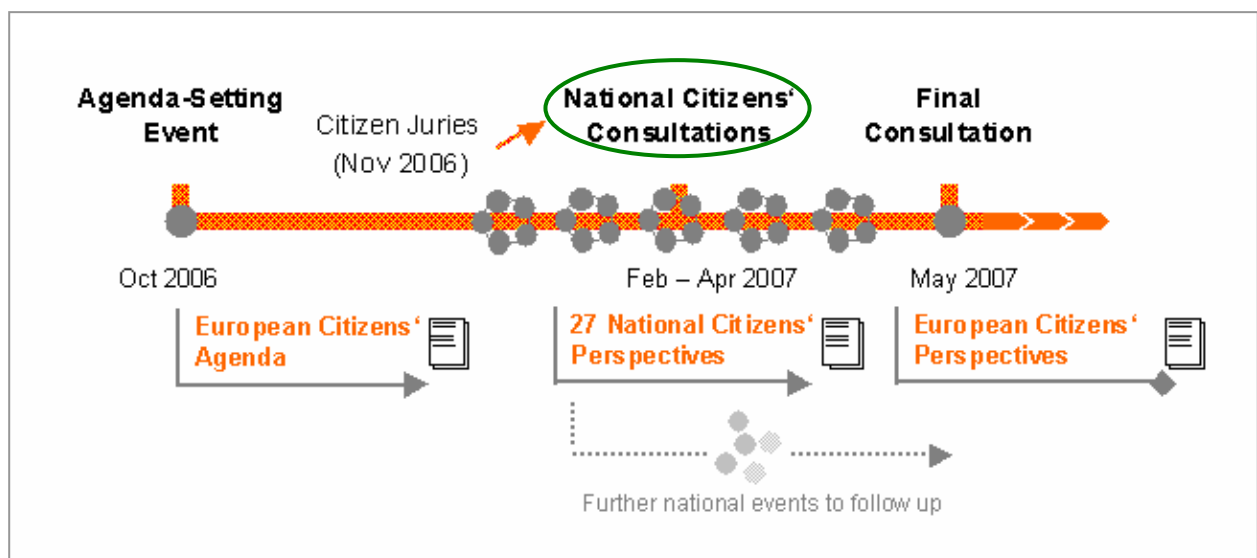 Agenda-Setting
Event
Citizen Juries
(Nov 2006)
National Citizens‘
Consultations
Final
Consultation
Oct 2006
Feb – Apr 2007
May 2007
European Citizens‘
Agenda
27 National Citizens‘
Perspectives
European Citizens‘
Perspectives
Further national events to follow up